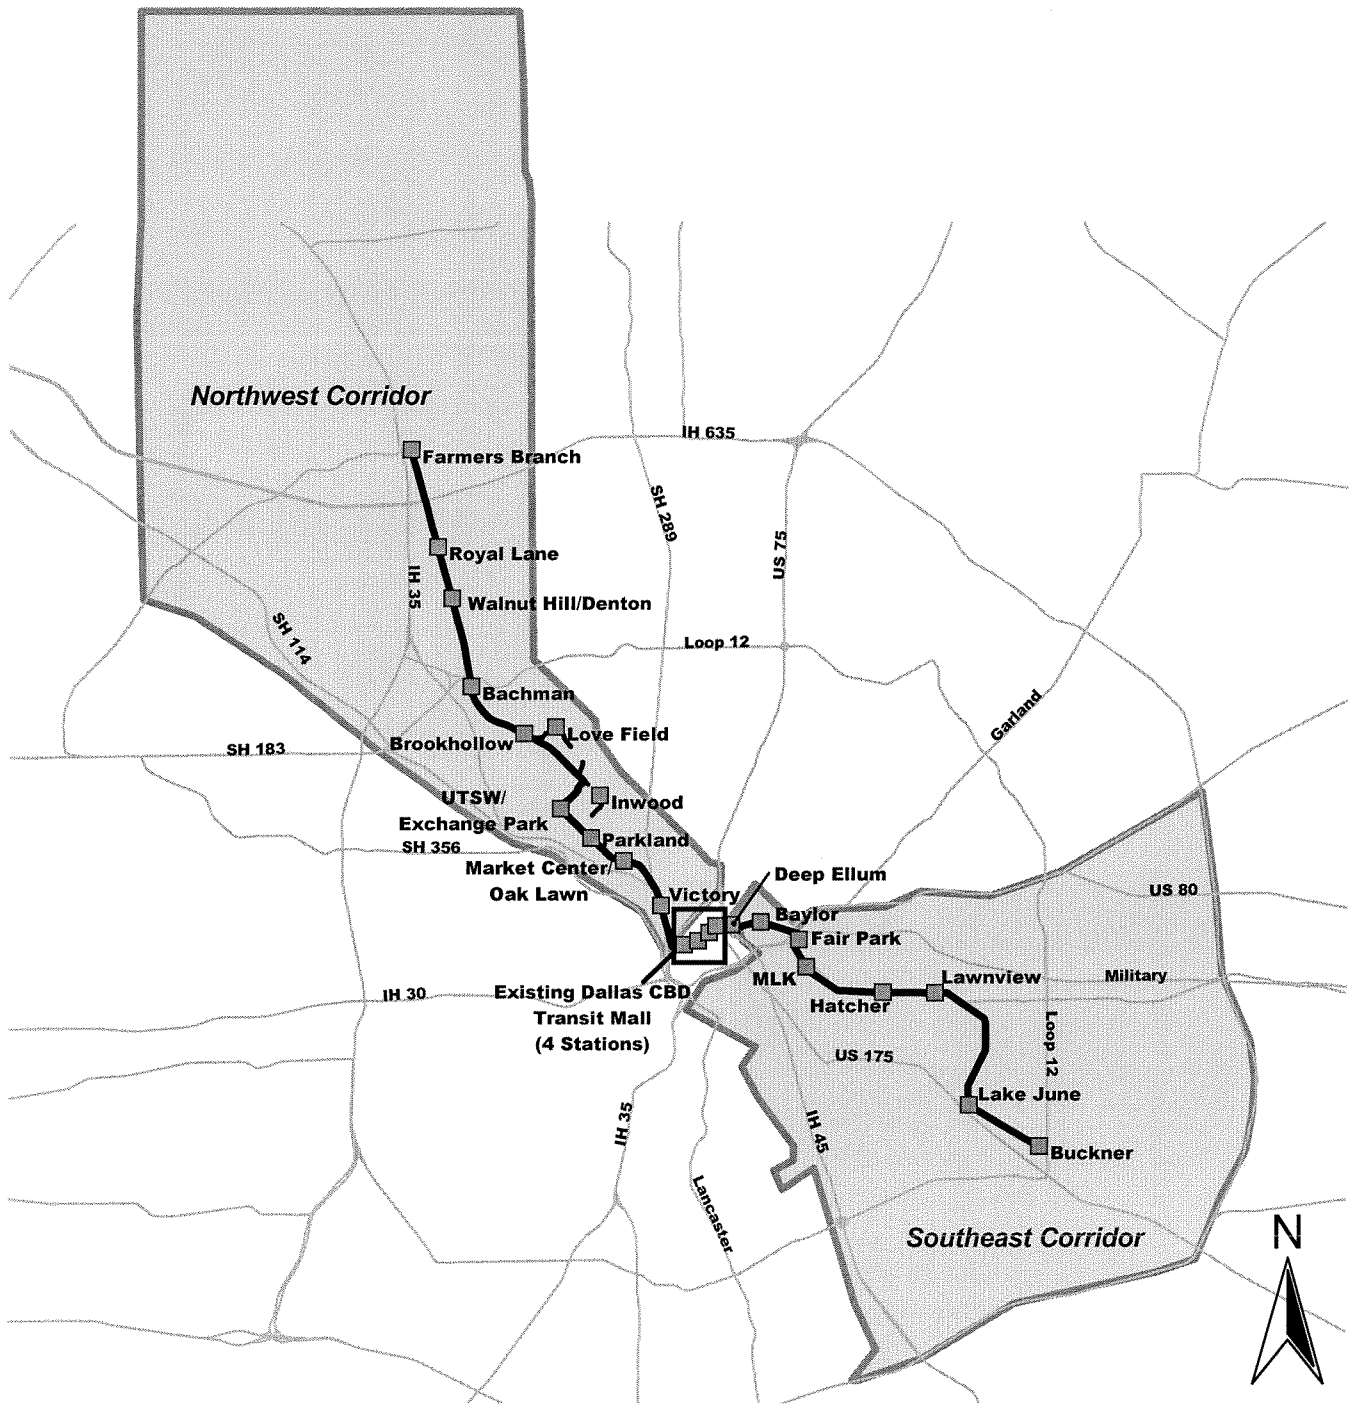 Northwest Corridor
IH 635
Farmers Branch
SH 289
US 75
Royal Lane
IH 35
Walnut Hill/Denton
SH 114
Loop 12
Bachman
Garland
Love Field
Brookhollow
SH 183
UTSW/
Exchange Park
Inwood
Parkland
SH 356
Market Center/
Oak Lawn
Deep Ellum
Victory
US 80
Baylor
Fair Park
MLK
Lawnview
Military
Hatcher
IH 30
Existing Dallas CBD
Transit Mall
(4 Stations)
US 175
Loop 12
Lake June
IH 35
IH 45
Buckner
Lancaster
Southeast Corridor
N